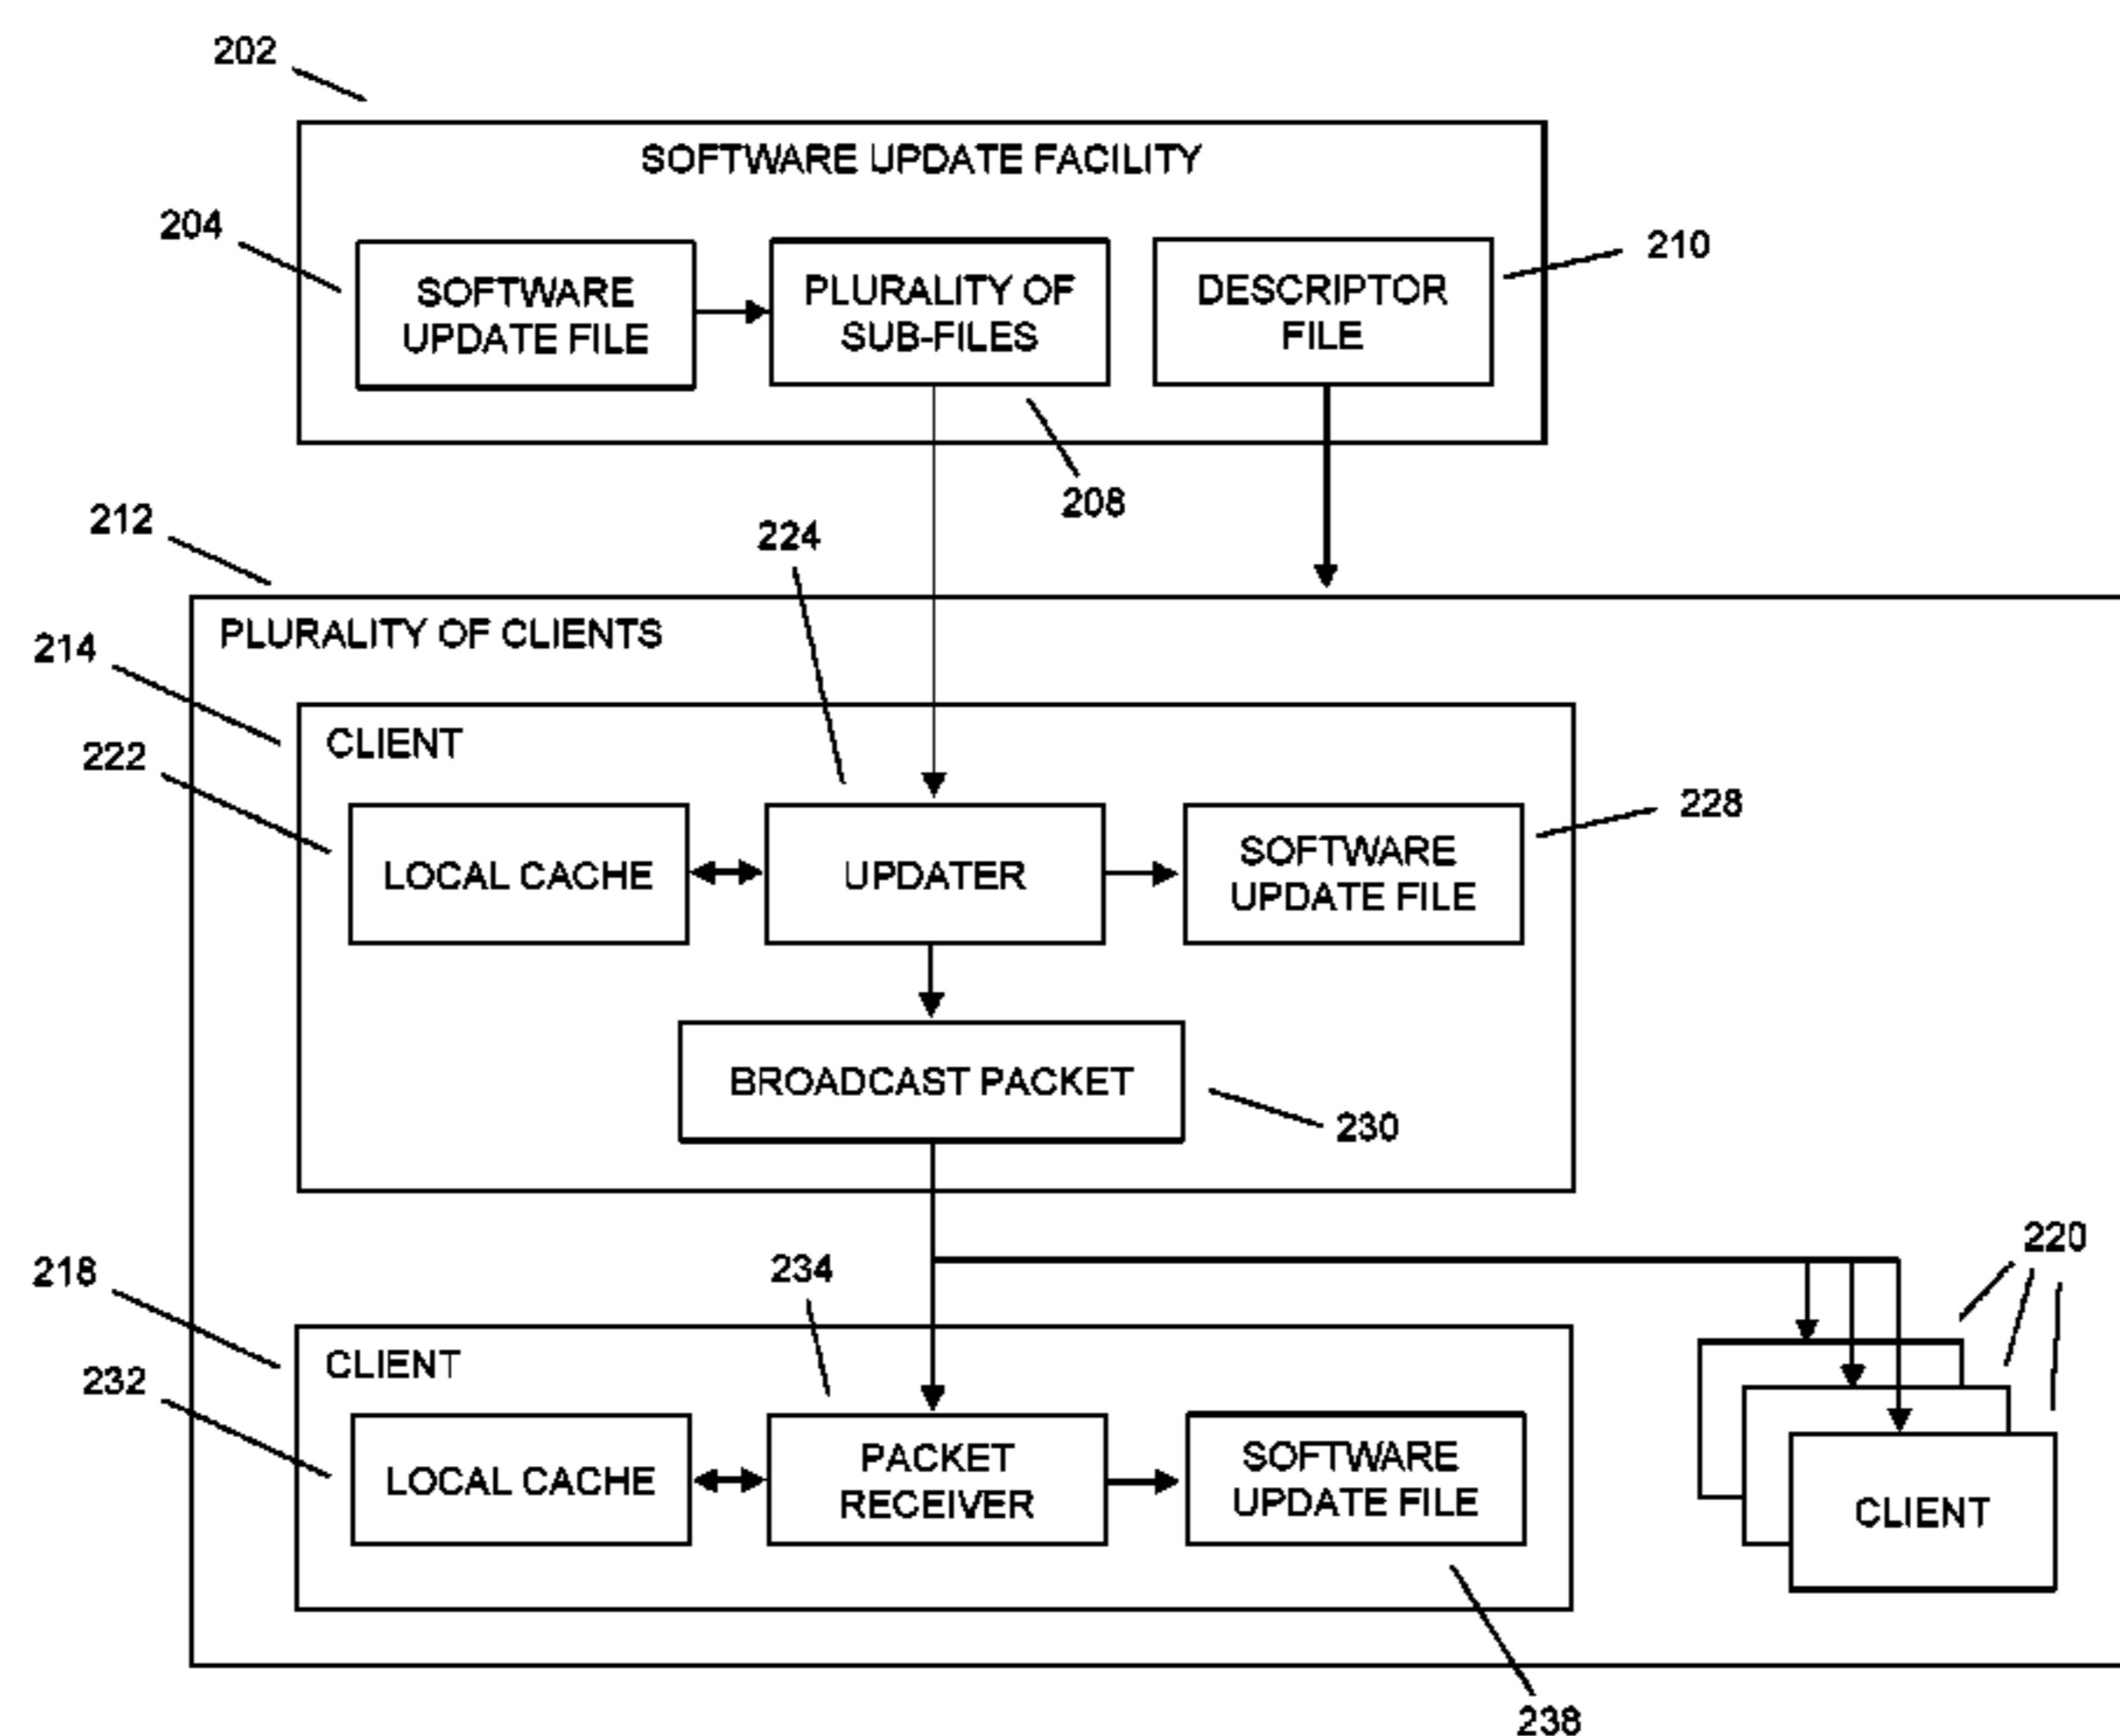 202
SOFTWARE UPDATE FACILITY
204
SOFTWARE
UPDATE FILE
PLURALITY OF
SUB-FILES
DESCRIPTOR
FILE
210
208
212
224
PLURALITY OF CLIENTS
214
CLIENT
222
228
LOCAL CACHE
UPDATER
SOFTWARE
UPDATE FILE
BROADCAST PACKET
230
220
218
234
CLIENT
232
LOCAL CACHE
PACKET
RECEIVER
SOFTWARE
UPDATE FILE
CLIENT
238